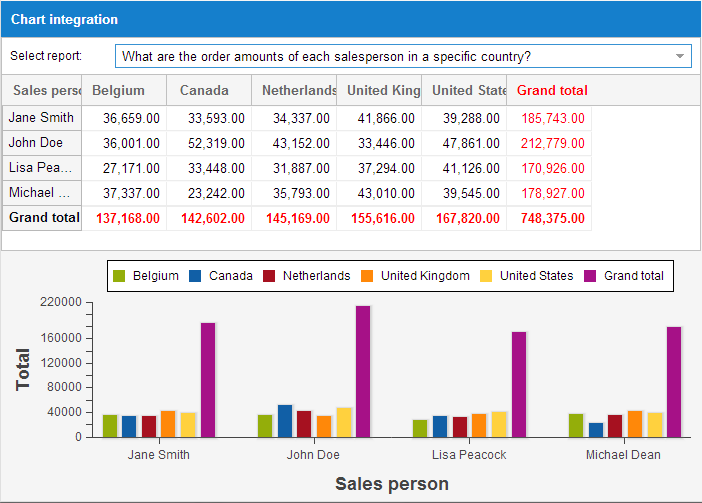 Chart integration
Select report: What are the order amounts of each salesperson in a specific country?
Sales perso Belgium Canada Netherlands United King United State Grand total
Jane Smith 36,659.00 33,593.00 34,337.00 41,866.00 39,288.00 185,743.00
John Doe 36,001.00 52,319.00 43,152.00 33,446.00 47,861.00 212,779.00
Lisa Pea... 27,171.00 33,448.00 31,887.00 37,294.00 41,126.00 170,926.00
Michael ... 37,337.00 23,242.00 35,793.00 43,010.00 39,545.00 178,927.00
Grand total 137,168.00 142,602.00 145,169.00 155,616.00 167,820.00 748,375.00
Belgium Canada Netherlands United Kingdom United States Grand total
220000
160000
120000
80000
40000
0
Total
Jane Smith John Doe Lisa Peacock Michael Dean
Sales person